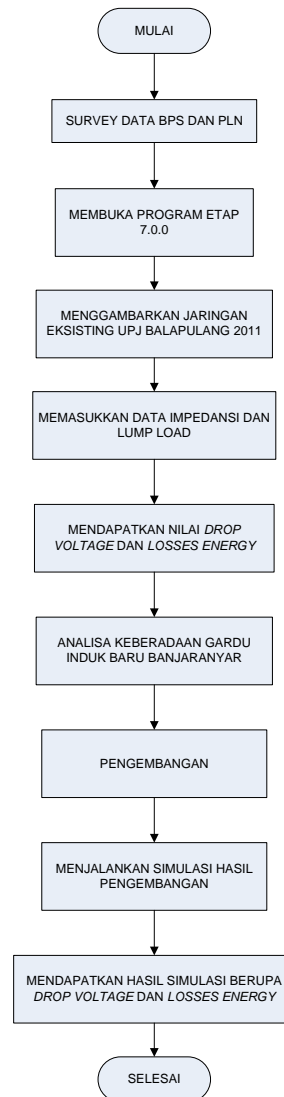 MULAI
SURVEY DATA BPS DAN PLN
MEMBUKA PROGRAM ETAP
7.0.0
MENGGAMBARKAN JARINGAN
EKSISTING UPJ BALAPULANG 2011
MEMASUKKAN DATA IMPEDANSI DAN
LUMP LOAD
MENDAPATKAN NILAI DROP
VOLTAGE DAN LOSSES ENERGY
ANALISA KEBERADAAN GARDU
INDUK BARU BANJARANYAR
PENGEMBANGAN
MENJALANKAN SIMULASI HASIL
PENGEMBANGAN
MENDAPATKAN HASIL SIMULASI BERUPA
DROP VOLTAGE DAN LOSSES ENERGY
SELESAI